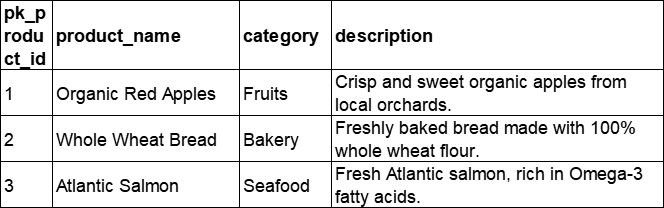 pk_p
rodu
ct_id
product_name
category
description
1
Organic Red Apples
Fruits
Crisp and sweet organic apples from
local orchards.
2
Whole Wheat Bread
Bakery
Freshly baked bread made with 100%
whole wheat flour.
3
Atlantic Salmon
Seafood
Fresh Atlantic salmon, rich in Omega-3
fatty acids.